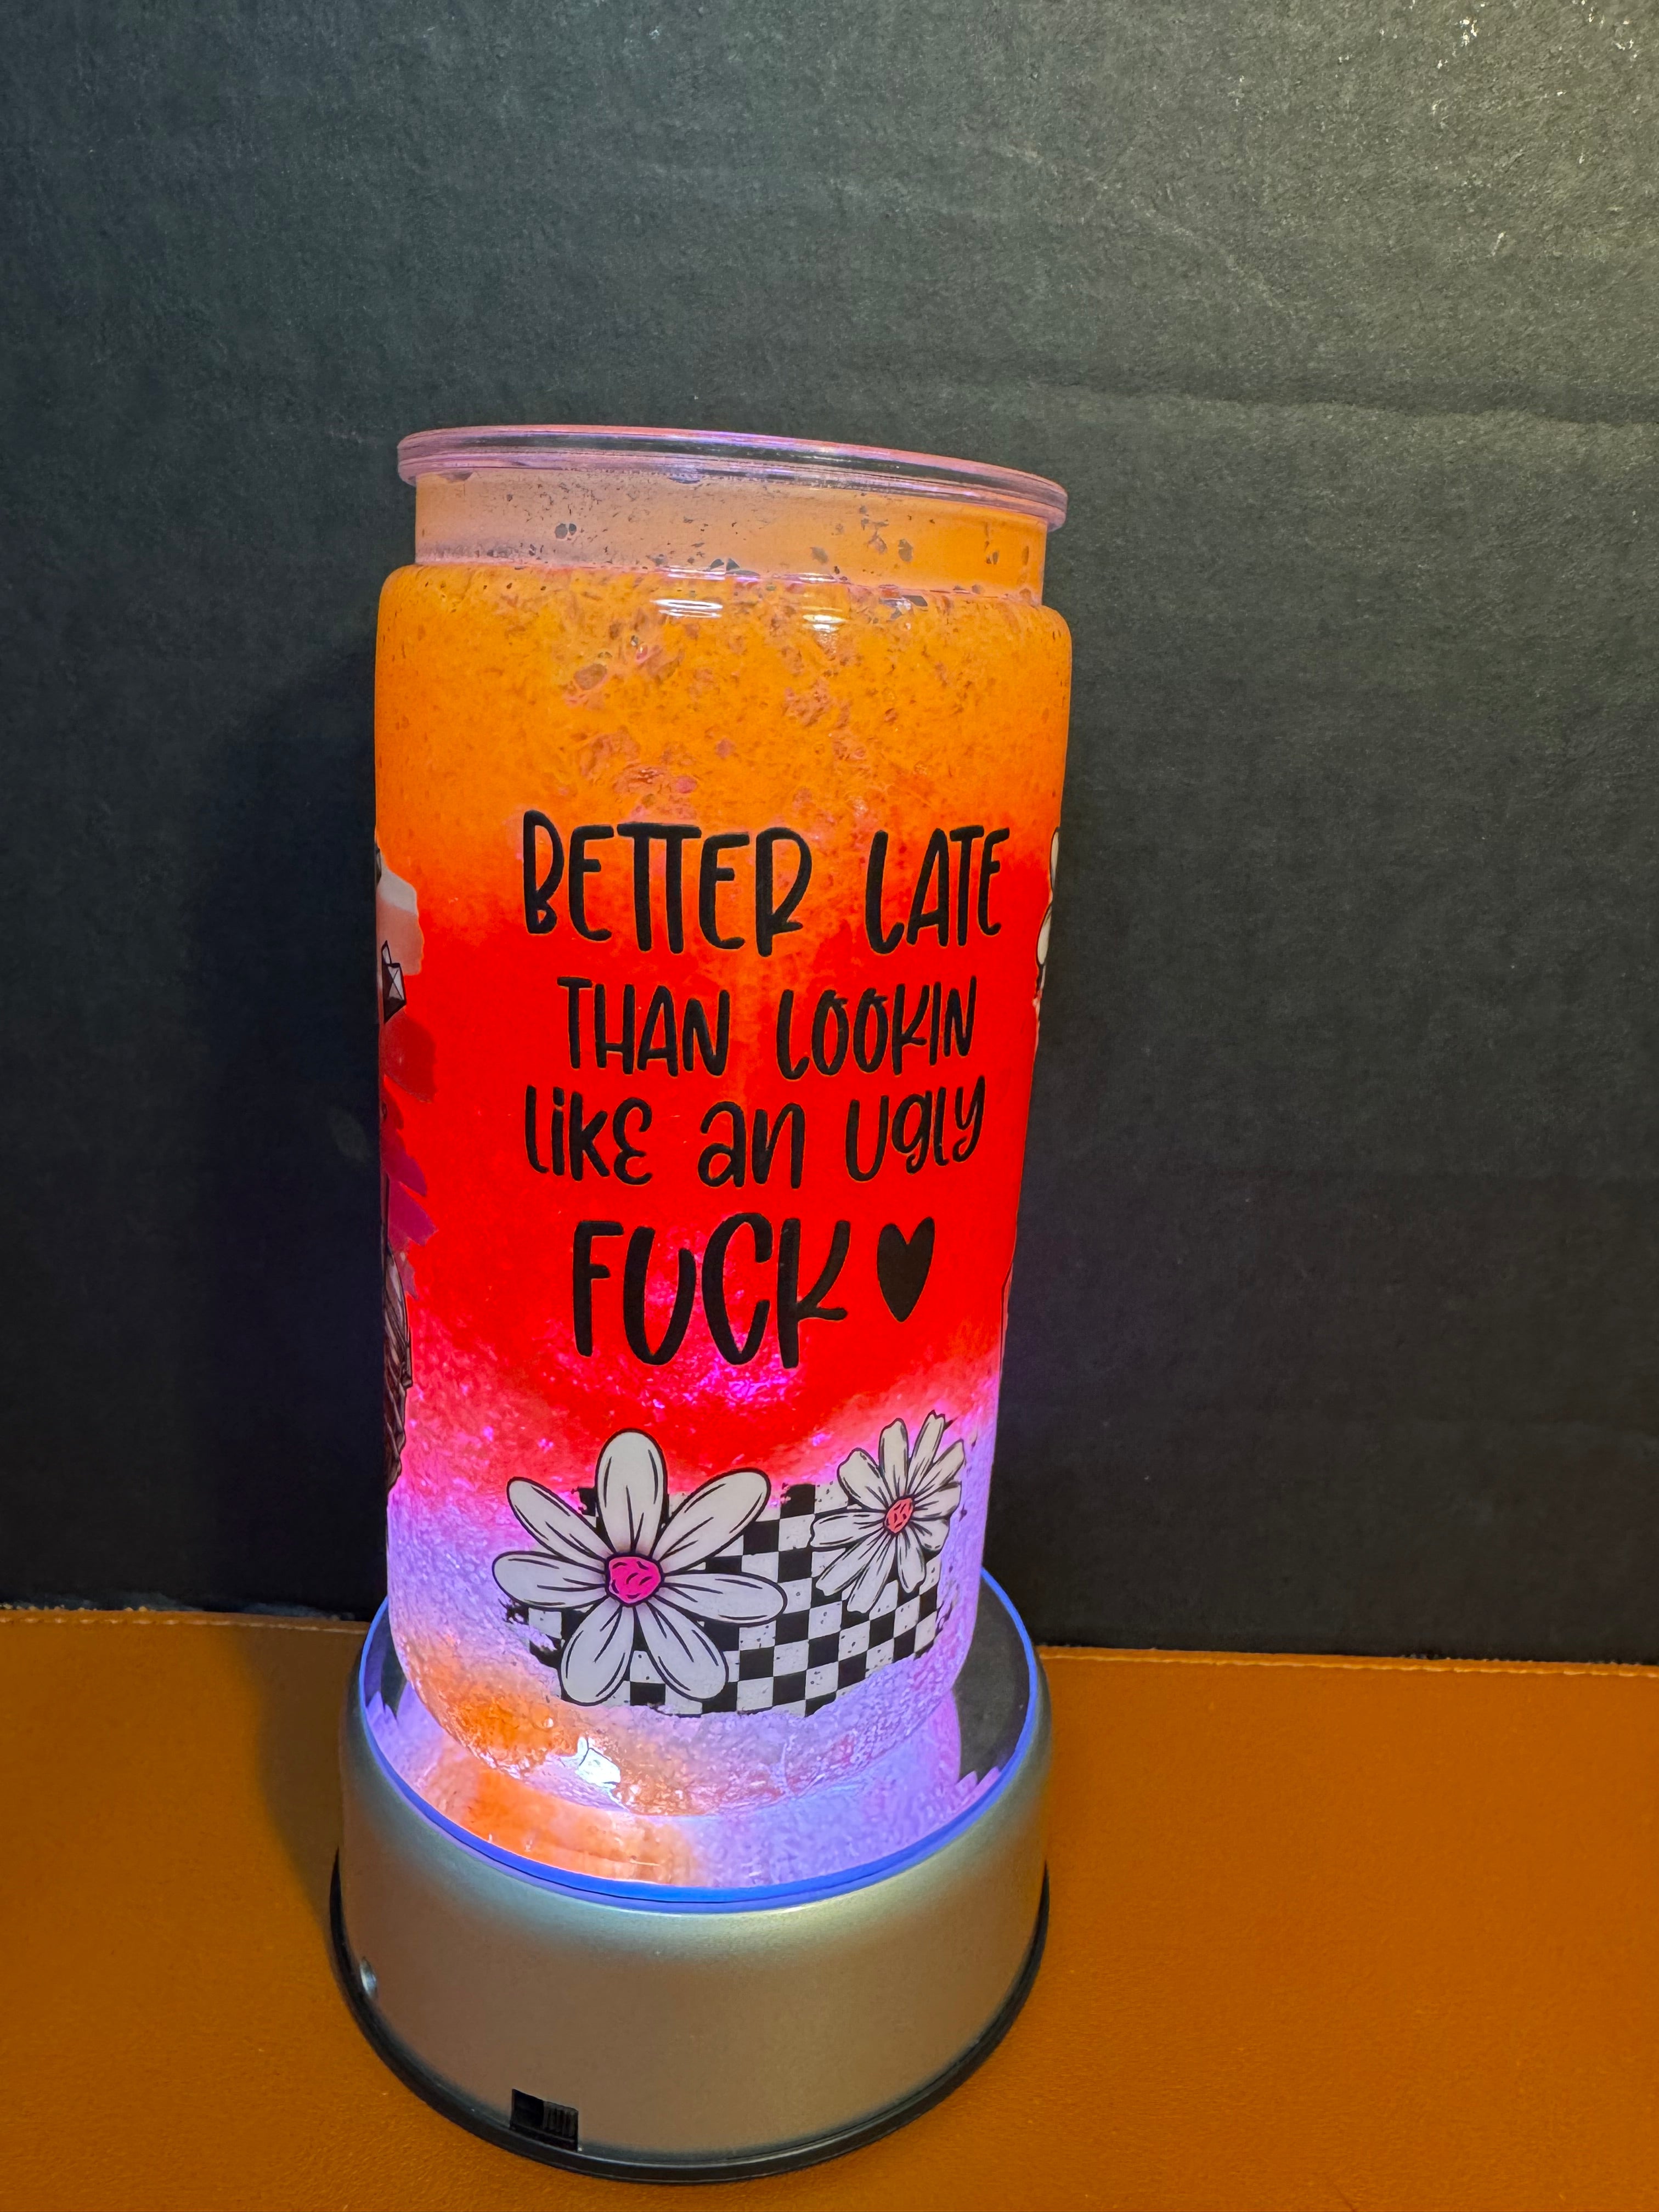 BETTER LATE
THAN LOOKIN
LIKE an UGLY
FUCK